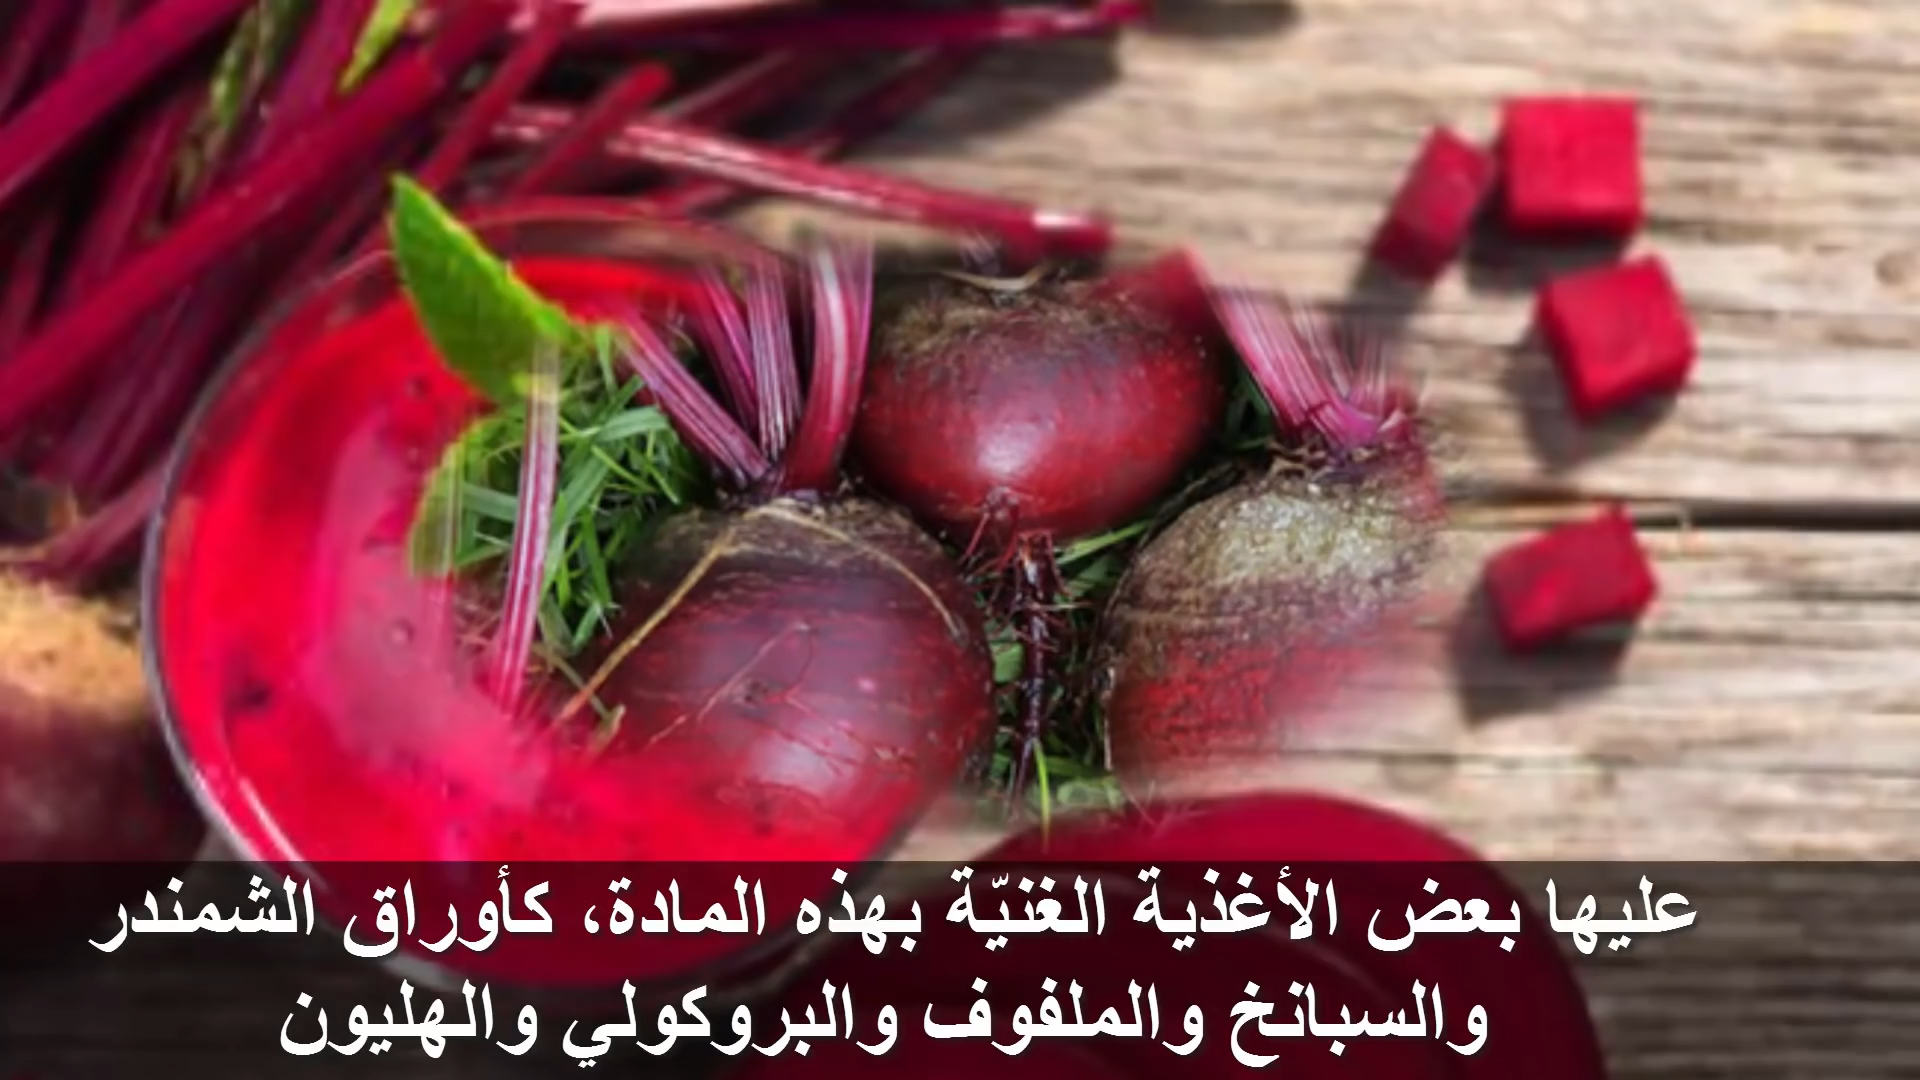 عليها بعض الأغذية الغنيّة بهذه المادة، كأوراق الشمندر
والسبانخ والملفوف والبروكولي والهليون